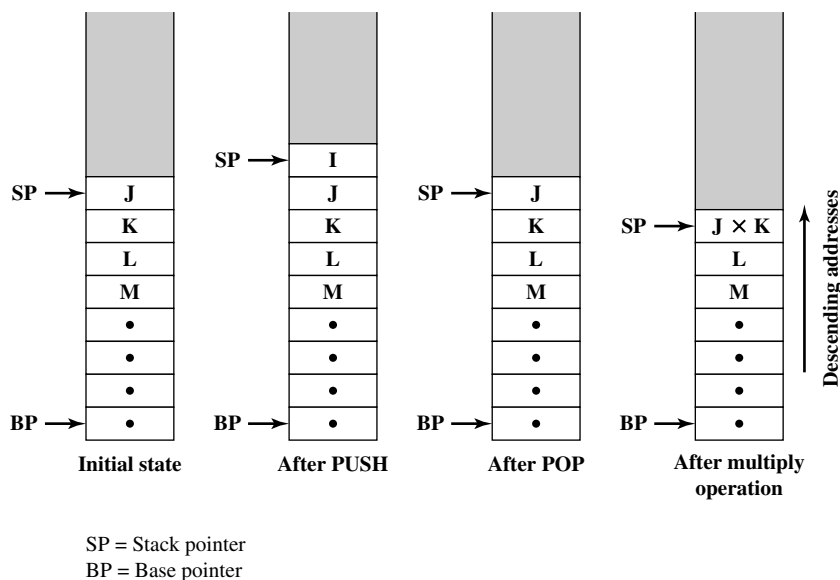 SP
J
K
L
M
BP
Initial state
SP
I
J
K
L
M
BP
After PUSH
SP
J
K
L
M
BP
After POP
SP
J × K
L
M
BP
After multiply
operation
Descending addresses
SP = Stack pointer
BP = Base pointer